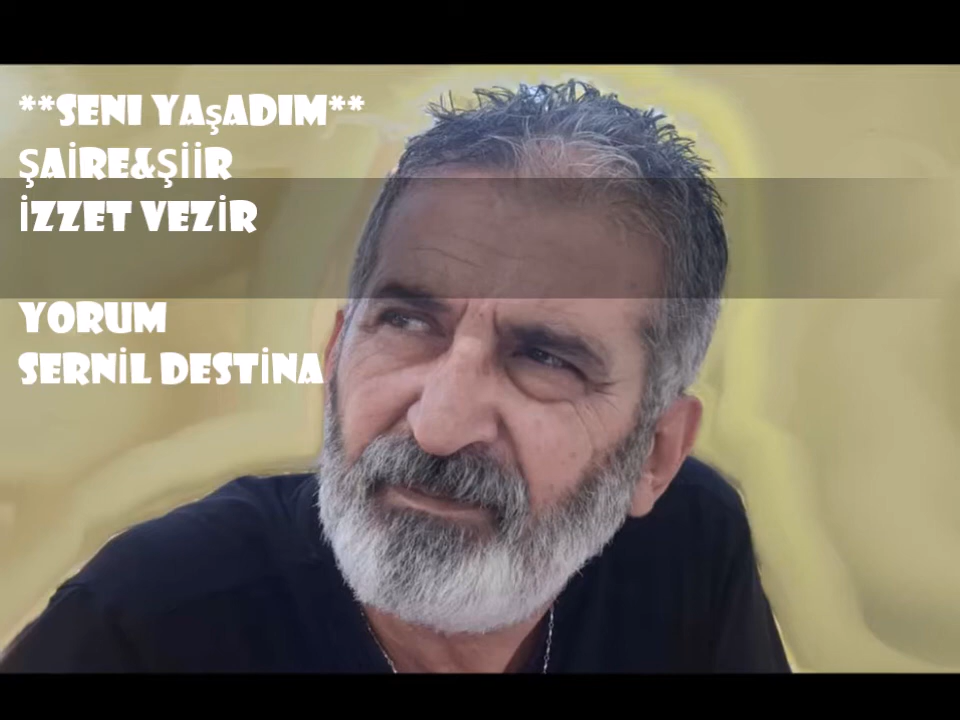 **SENI YAŞADIM**
ŞAİRE&ŞİİR
İZZET VEZİR
YORUM
SERNİL DESTİNA